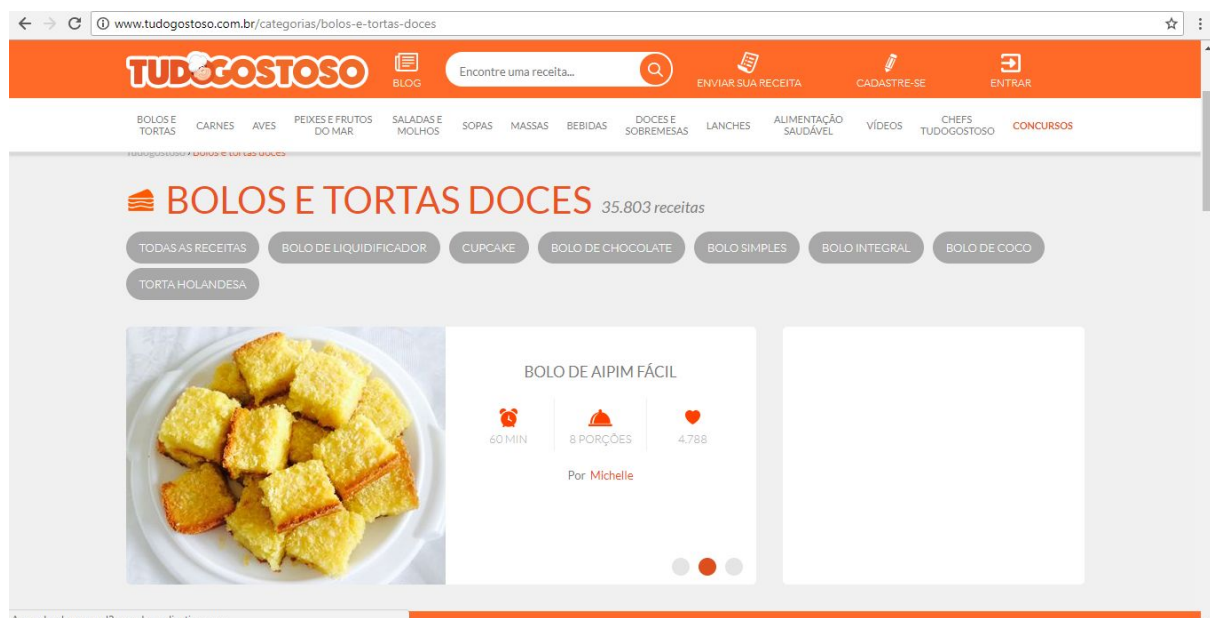 www.tudogostoso.com.br/categorias/bolos-e-tortas-doces
TUDOGOSTOSO
BLOG
Encontre uma receita...
ENVIAR SUA RECEITA
CADASTRE-SE
ENTRAR
BOLOS E TORTAS
CARNES
AVES
PEIXES E FRUTOS DO MAR
SALADAS E MOLHOS
SOPAS
MASSAS
BEBIDAS
DOCES E SOBREMESAS
LANCHES
ALIMENTAÇÃO SAUDÁVEL
VÍDEOS
CHEFS TUDOGOSTOSO
CONCURSOS
Tudogostoso › Bolos e tortas doces
BOLOS E TORTAS DOCES 35.803 receitas
TODAS AS RECEITAS
BOLO DE LIQUIDIFICADOR
CUPCAKE
BOLO DE CHOCOLATE
BOLO SIMPLES
BOLO INTEGRAL
BOLO DE COCO
TORTA HOLANDESA
BOLO DE AIPIM FÁCIL
60 MIN
8 PORÇÕES
4.788
Por Michelle